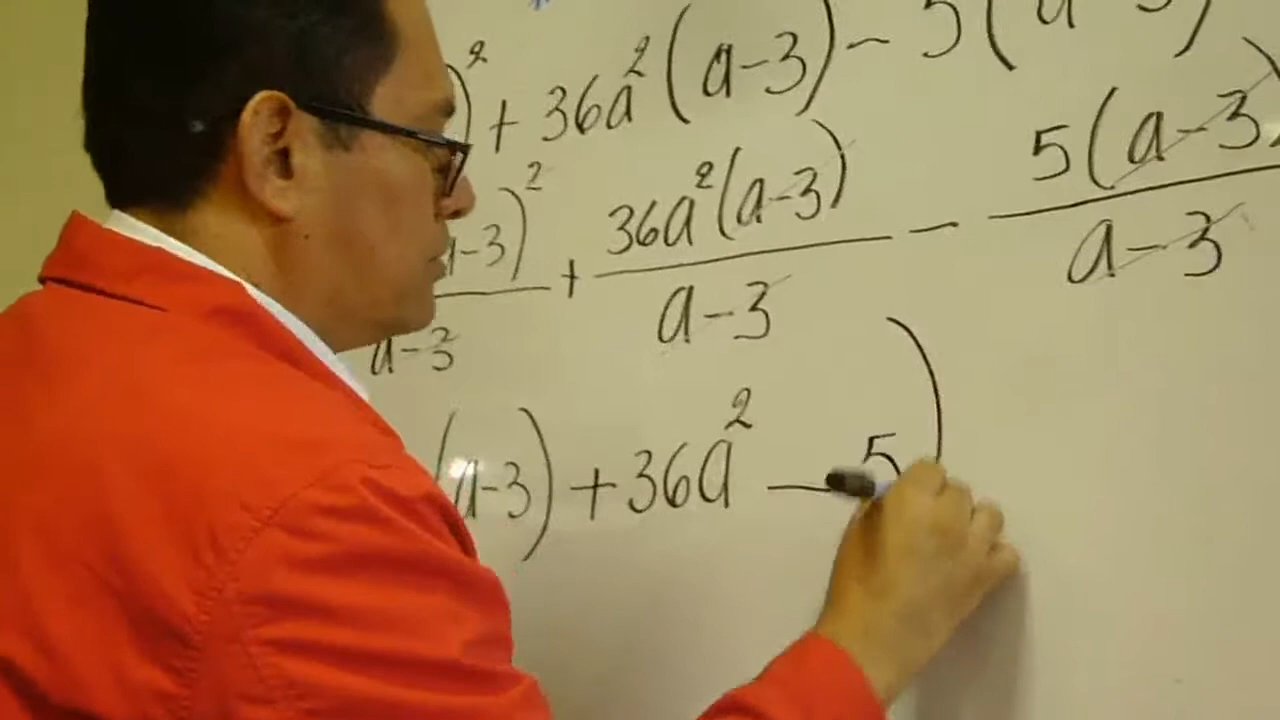 )² + 36a² (a-3) - 5(a-3)
a-3)² + 36a²(a-3) - 5(a-3)
a-3 a-3 a-3
(a-3) + 36a² - 5)